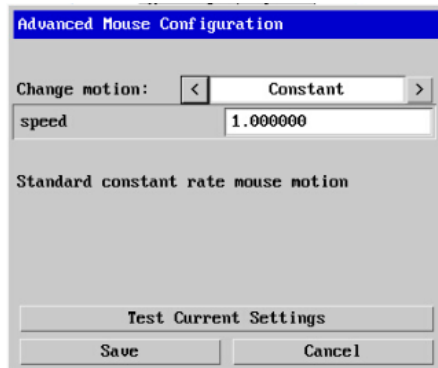 Advanced Mouse Configuration
Change motion: < Constant >
speed 1.000000
Standard constant rate mouse motion
Test Current Settings
Save Cancel